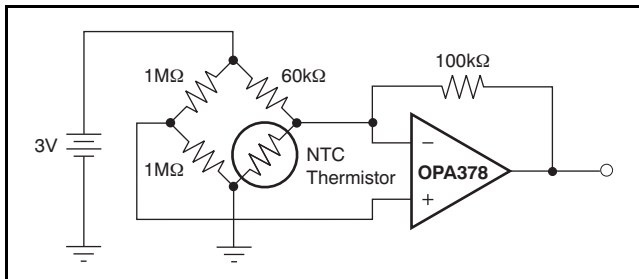 1MΩ
60kΩ
100kΩ
3V
1MΩ
NTC
Thermistor
−
OPA378
+